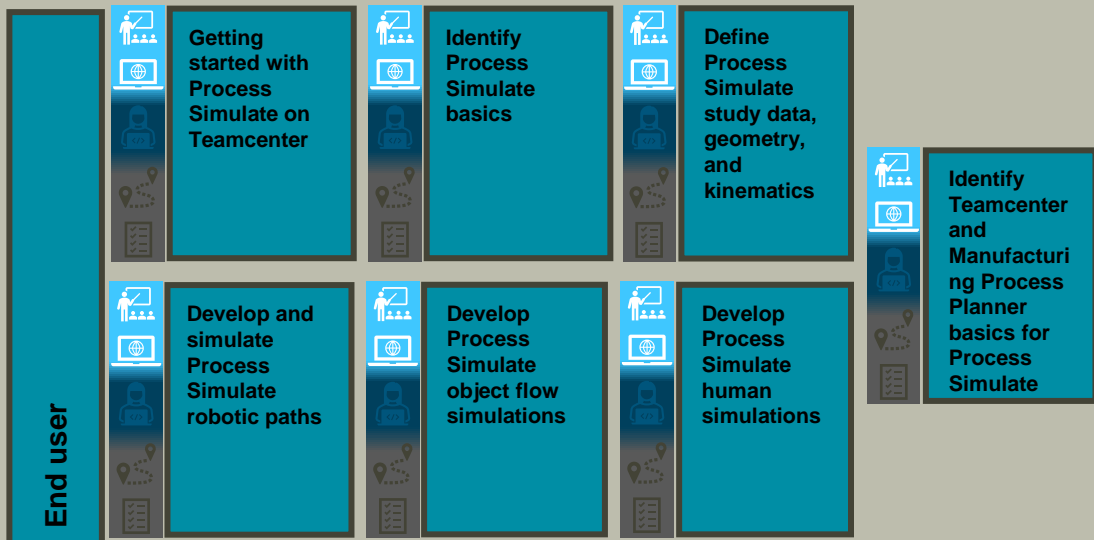 End user
Getting
started with
Process
Simulate on
Teamcenter
Identify
Process
Simulate
basics
Define
Process
Simulate
study data,
geometry,
and
kinematics
Develop and
simulate
Process
Simulate
robotic paths
Develop
Process
Simulate
object flow
simulations
Develop
Process
Simulate
human
simulations
Identify
Teamcenter
and
Manufacturi
ng Process
Planner
basics for
Process
Simulate